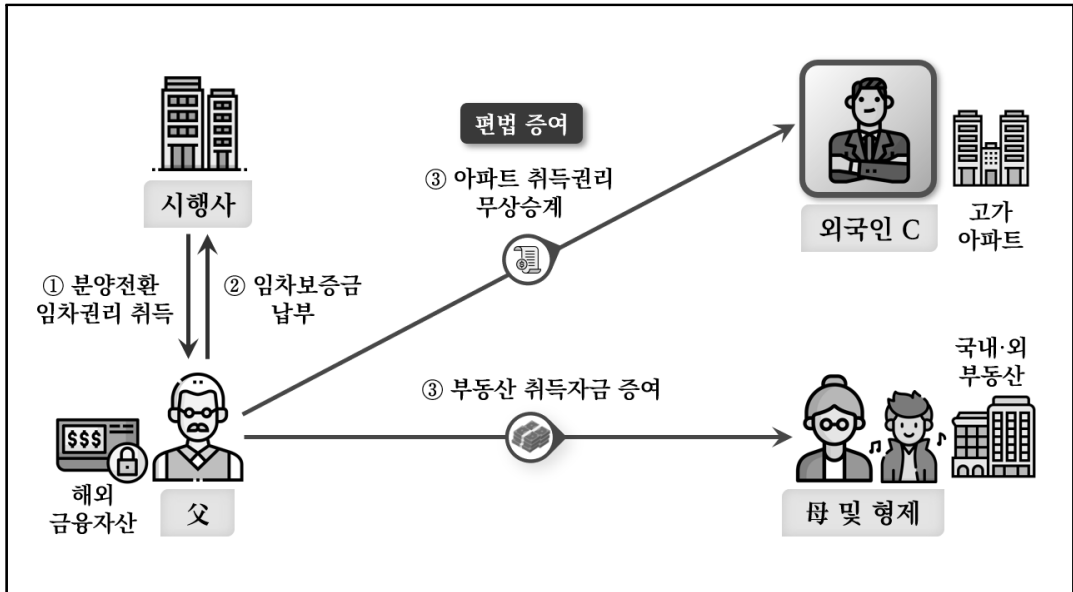 편법 증여
③ 아파트 취득권리
무상승계
시행사
외국인 C
고가
아파트
① 분양전환
임차권리 취득
② 임차보증금
납부
국내·외
부동산
③ 부동산 취득자금 증여
$$$
해외
금융자산
父
母 및 형제